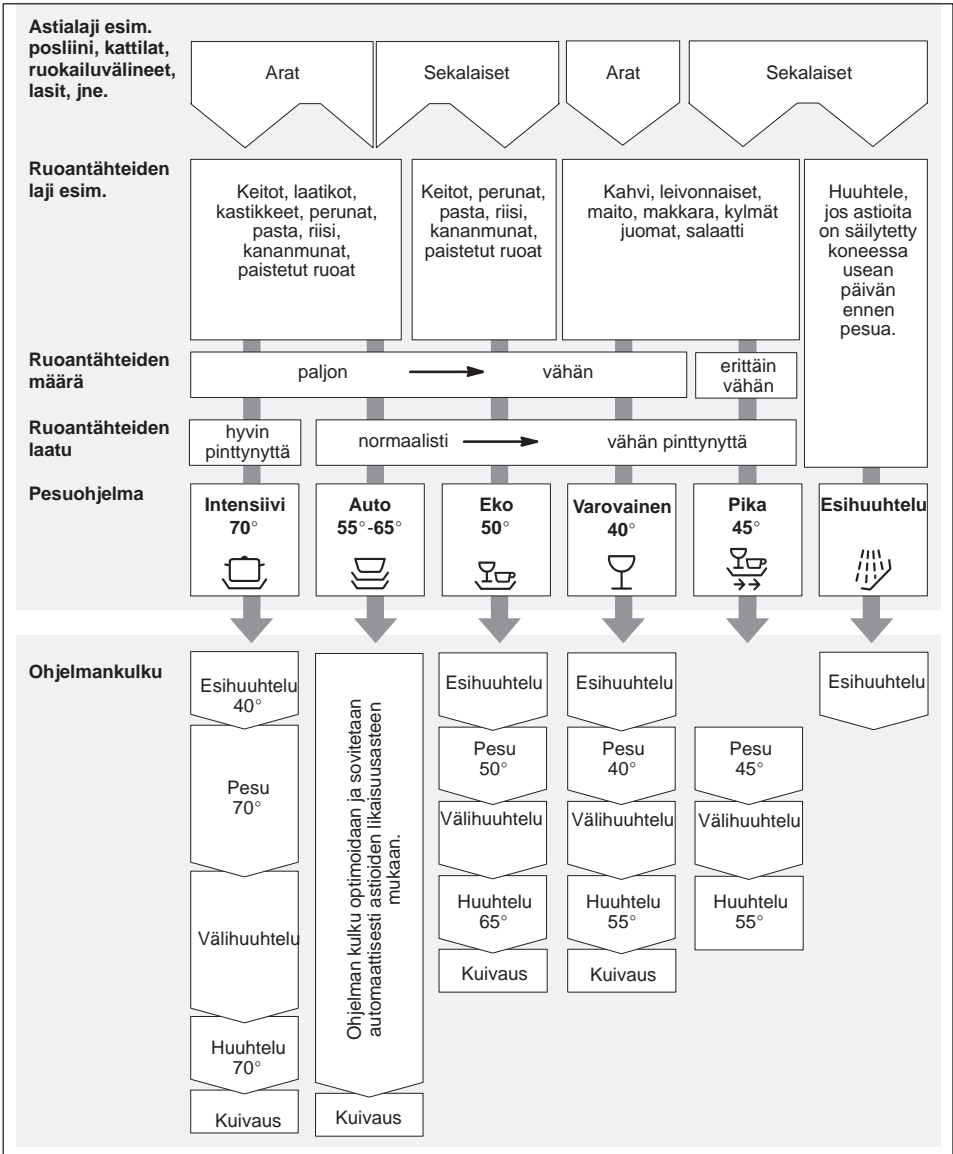 Astialaji esim.
posliini, kattilat,
ruokailuvälineet,
lasit, jne.
Arat
Sekalaiset
Arat
Sekalaiset
Ruoantähteiden
laji esim.
Keitot, laatikot,
kastikkeet, perunat,
pasta, riisi,
kananmunat,
paistetut ruoat
Keitot, perunat,
pasta, riisi,
kananmunat,
paistetut ruoat
Kahvi, leivonnaiset,
maito, makkara, kylmät
juomat, salaatti
Huuhtele,
jos astioita
on säilytetty
koneessa
usean
päivän
ennen
pesua.
Ruoantähteiden
määrä
paljon
vähän
erittäin
vähän
Ruoantähteiden
laatu
hyvin
pinttynyttä
normaalisti
vähän pinttynyttä
Pesuohjelma
Intensiivi
70°
Auto
55°-65°
Eko
50°
Varovainen
40°
Pika
45°
Esihuuhtelu
Ohjelmankulku
Esihuuhtelu
40°
Pesu
70°
Välihuuhtelu
Huuhtelu
70°
Kuivaus
Ohjelman kulku optimoidaan ja sovitetaan
automaattisesti astioiden likaisuusasteen
mukaan.
Kuivaus
Esihuuhtelu
Pesu
50°
Välihuuhtelu
Huuhtelu
65°
Kuivaus
Esihuuhtelu
Pesu
40°
Välihuuhtelu
Huuhtelu
55°
Kuivaus
Pesu
45°
Välihuuhtelu
Huuhtelu
55°
Esihuuhtelu